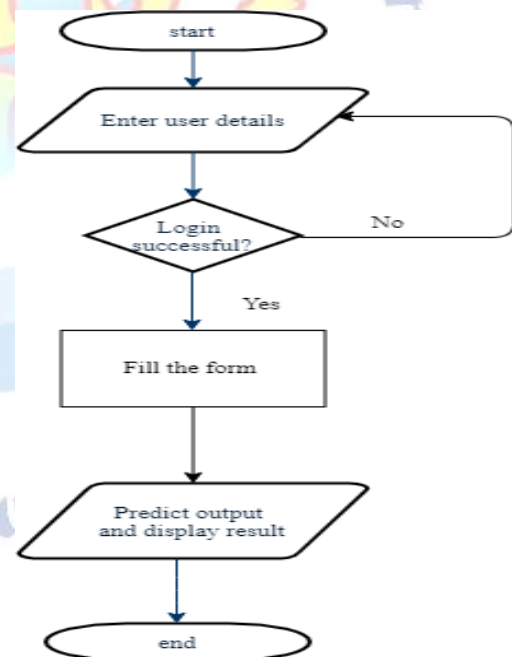 start
Enter user details
Login
successful?
No
Yes
Fill the form
Predict output
and display result
end